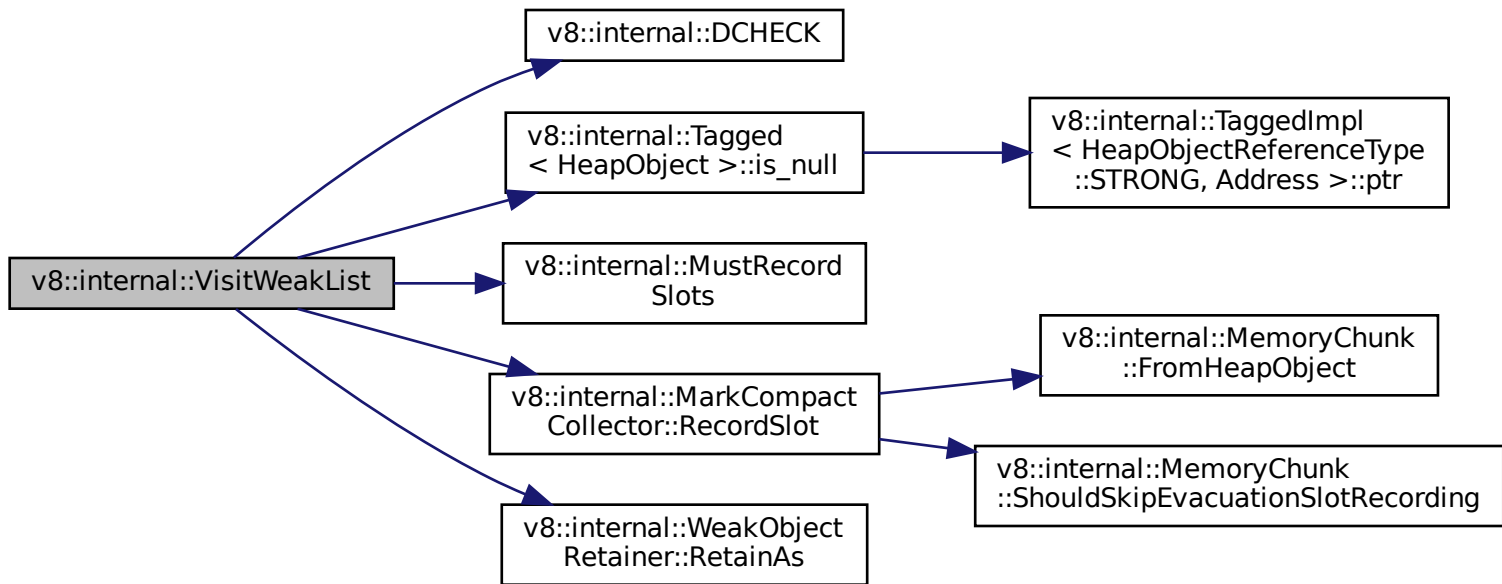 v8::internal::DCHECK
v8::internal::Tagged
< HeapObject >::is_null
v8::internal::TaggedImpl
< HeapObjectReferenceType
::STRONG, Address >::ptr
v8::internal::VisitWeakList
v8::internal::MustRecord
Slots
v8::internal::MarkCompact
Collector::RecordSlot
v8::internal::MemoryChunk
::FromHeapObject
v8::internal::MemoryChunk
::ShouldSkipEvacuationSlotRecording
v8::internal::WeakObject
Retainer::RetainAs